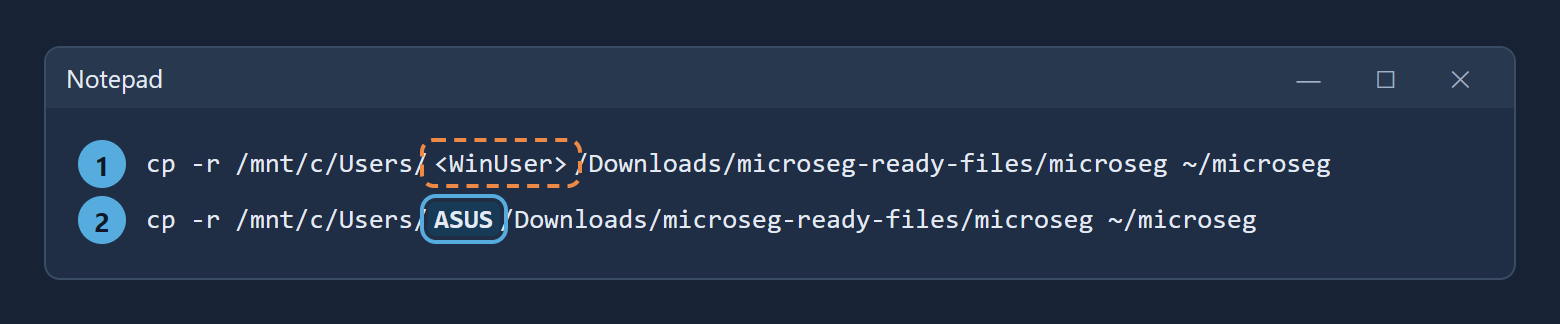 Notepad
1 cp -r /mnt/c/Users/<WinUser>/Downloads/microseg-ready-files/microseg ~/microseg
2 cp -r /mnt/c/Users/ASUS/Downloads/microseg-ready-files/microseg ~/microseg